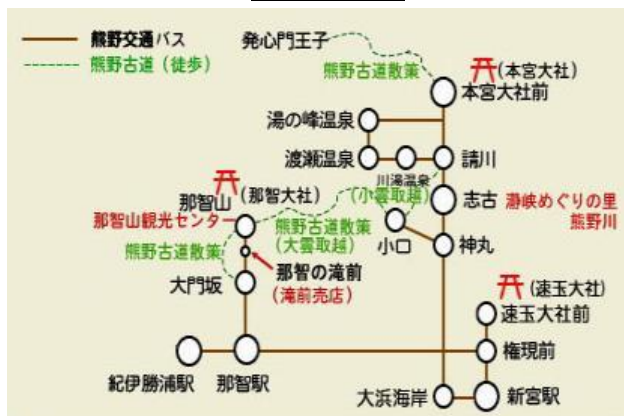 熊野交通バス
熊野古道（徒歩）
発心門王子
熊野古道散策
(本宮大社)
本宮大社前
湯の峰温泉
渡瀬温泉
川湯温泉
請川
那智山
(那智大社)
(小雲取越)
志古
瀞峡めぐりの里
熊野川
那智山観光センター
熊野古道散策
(大雲取越)
小口
神丸
熊野古道散策
那智の滝前
(滝前売店)
大門坂
(速玉大社)
速玉大社前
権現前
紀伊勝浦駅
那智駅
大浜海岸
新宮駅